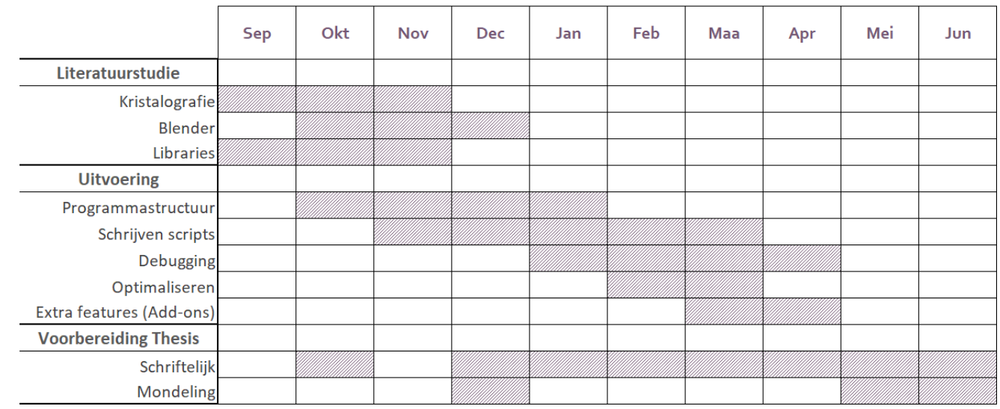 Sep Okt Nov Dec Jan Feb Maa Apr Mei Jun
Literatuurstudie
Kristalografie
Blender
Libraries
Uitvoering
Programmastructuur
Schrijven scripts
Debugging
Optimaliseren
Extra features (Add-ons)
Voorbereiding Thesis
Schriftelijk
Mondeling